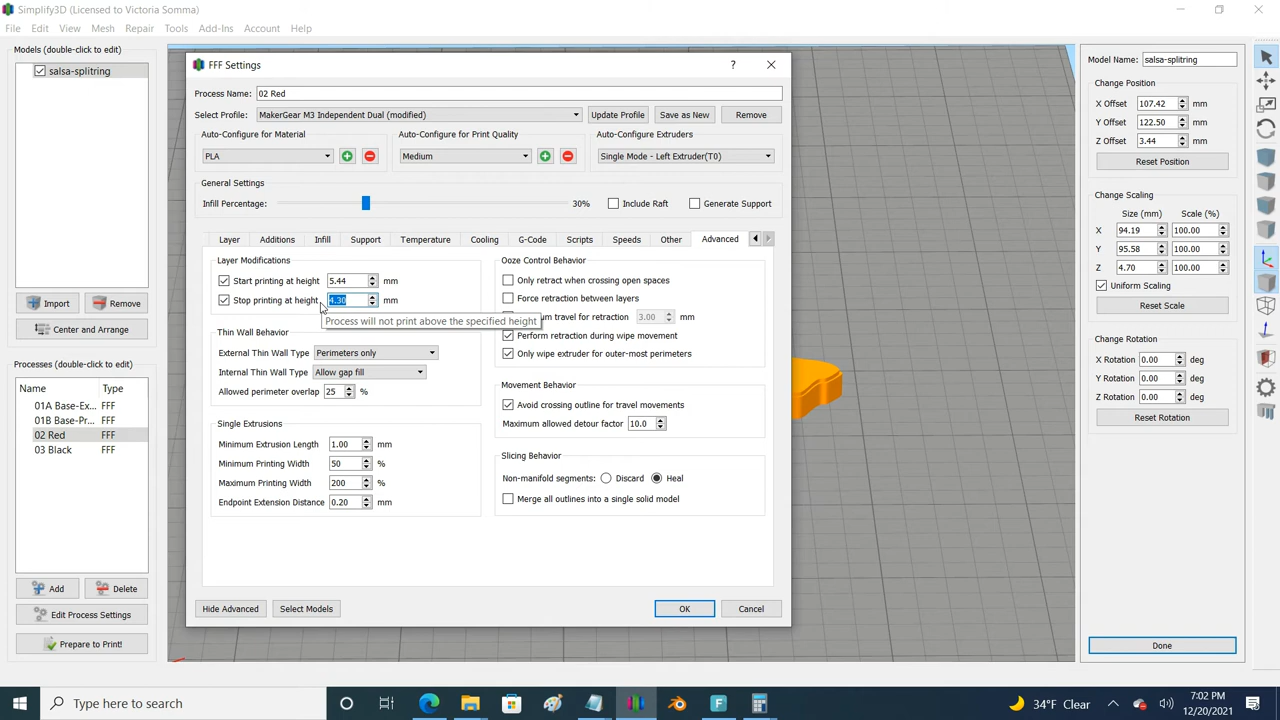 Simplify3D (Licensed to Victoria Somma)
File Edit View Mesh Repair Tools Add-Ins Account Help
Models (double-click to edit)
salsa-splitring
Import Remove
Center and Arrange
Processes (double-click to edit)
Name Type
01A Base-Ex... FFF
01B Base-Pr... FFF
02 Red FFF
03 Black FFF
Add Delete
Edit Process Settings
Prepare to Print!
FFF Settings ?
Process Name: 02 Red
Select Profile: MakerGear M3 Independent Dual (modified) Update Profile Save as New Remove
Auto-Configure for Material Auto-Configure for Print Quality Auto-Configure Extruders
PLA Medium Single Mode - Left Extruder(T0)
General Settings
Infill Percentage: 30% Include Raft Generate Support
Layer Additions Infill Support Temperature Cooling G-Code Scripts Speeds Other Advanced
Layer Modifications
Start printing at height 5.44 mm
Stop printing at height 4.30 mm
Process will not print above the specified height
Thin Wall Behavior
External Thin Wall Type Perimeters only
Internal Thin Wall Type Allow gap fill
Allowed perimeter overlap 25 %
Single Extrusions
Minimum Extrusion Length 1.00 mm
Minimum Printing Width 50 %
Maximum Printing Width 200 %
Endpoint Extension Distance 0.20 mm
Ooze Control Behavior
Only retract when crossing open spaces
Force retraction between layers
um travel for retraction 3.00 mm
Perform retraction during wipe movement
Only wipe extruder for outer-most perimeters
Movement Behavior
Avoid crossing outline for travel movements
Maximum allowed detour factor 10.0
Slicing Behavior
Non-manifold segments: Discard Heal
Merge all outlines into a single solid model
Hide Advanced Select Models OK Cancel
Model Name: salsa-splitring
Change Position
X Offset 107.42 mm
Y Offset 122.50 mm
Z Offset 3.44 mm
Reset Position
Change Scaling
Size (mm) Scale (%)
X 94.19 100.00
Y 95.58 100.00
Z 4.70 100.00
Uniform Scaling
Reset Scale
Change Rotation
X Rotation 0.00 deg
Y Rotation 0.00 deg
Z Rotation 0.00 deg
Reset Rotation
Done
Type here to search
34°F Clear
7:02 PM
12/20/2021